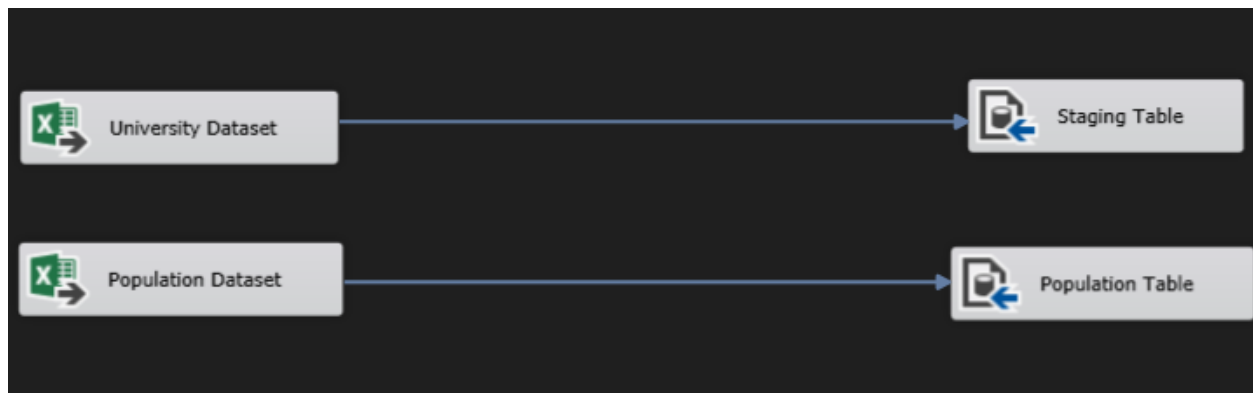 University Dataset
Staging Table
Population Dataset
Population Table